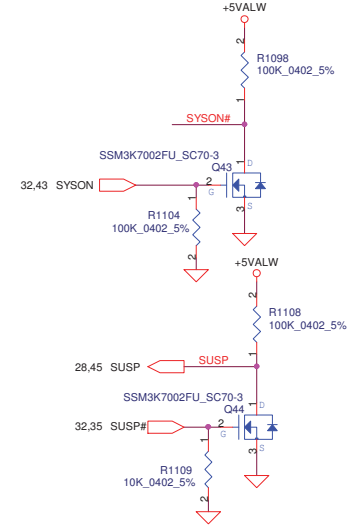 +5VALW
2
R1098
100K_0402_5%
1
SYSON#
SSM3K7002FU_SC70-3
Q43
1 D
32,43 SYSON
2
G
1
3
S
R1104
100K_0402_5%
2
+5VALW
2
R1108
100K_0402_5%
1
28,45 SUSP
SUSP
SSM3K7002FU_SC70-3
Q44
1 D
32,35 SUSP#
2
G
1
3
S
R1109
10K_0402_5%
2